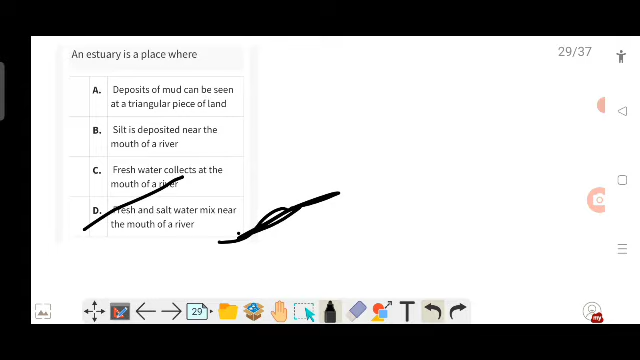 An estuary is a place where
29/37
A. Deposits of mud can be seen
at a triangular piece of land
B. Silt is deposited near the
mouth of a river
C. Fresh water collects at the
mouth of a river
D. Fresh and salt water mix near
the mouth of a river
29
T
my